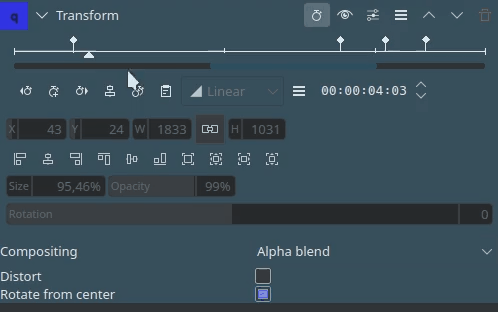 q Transform
Linear 00:00:04:03
X 43 Y 24 W 1833 H 1031
Size 95,46% Opacity 99%
Rotation 0
Compositing Alpha blend
Distort
Rotate from center